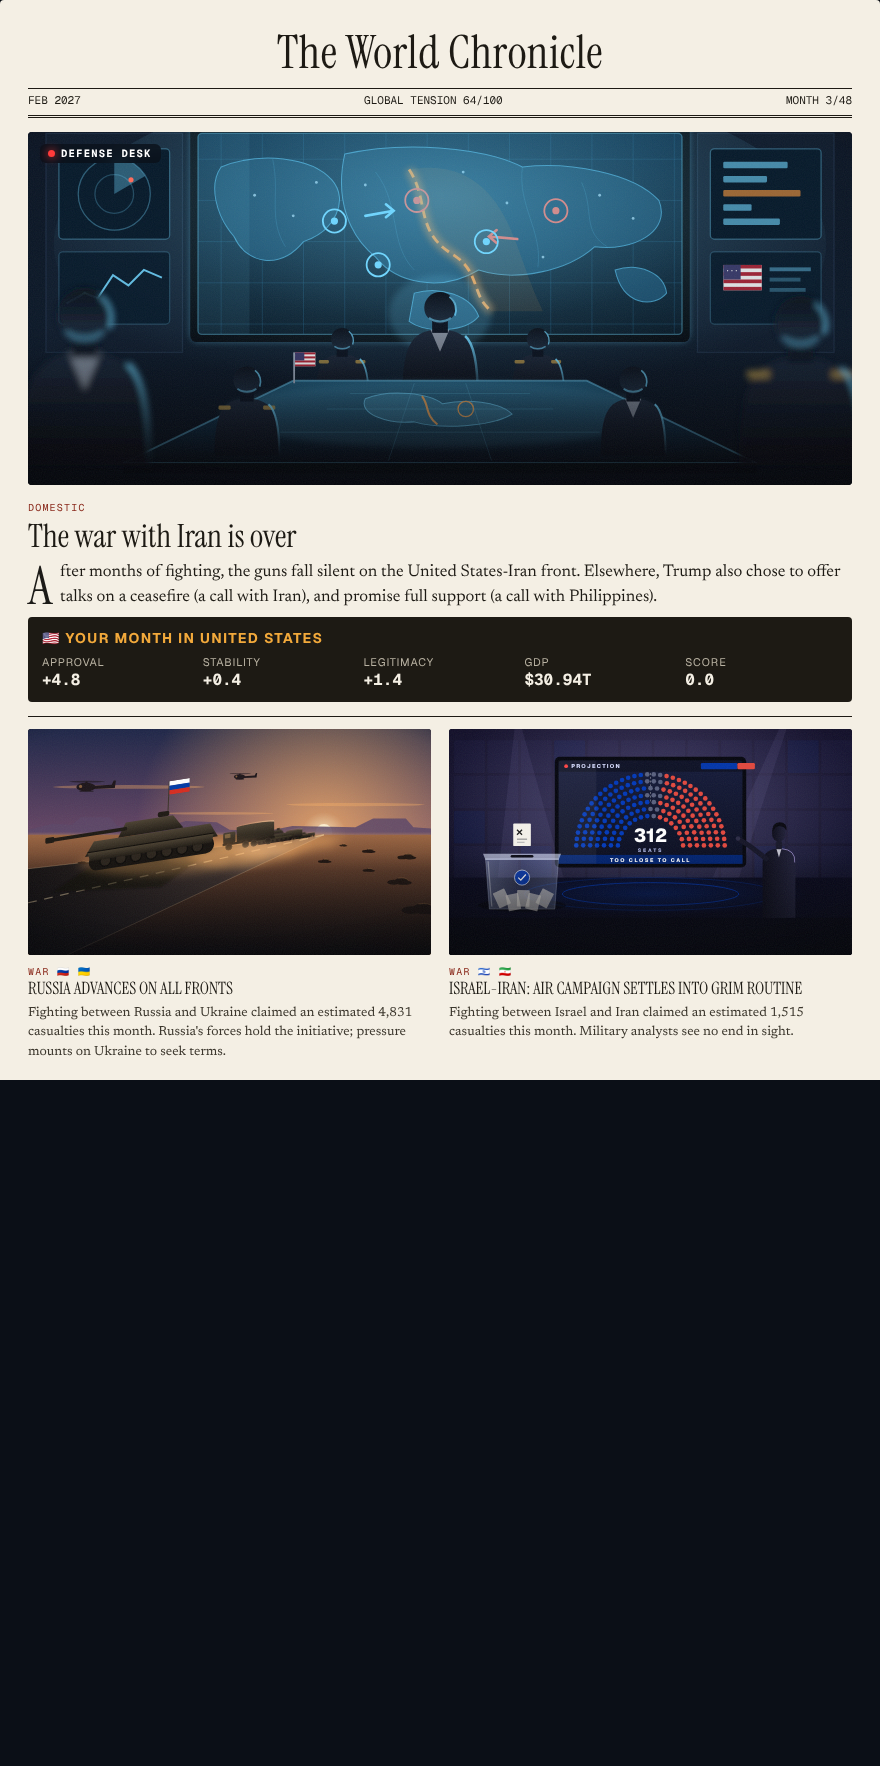 The World Chronicle
FEB 2027
GLOBAL TENSION 64/100
MONTH 3/48
DEFENSE DESK
DOMESTIC
The war with Iran is over
After months of fighting, the guns fall silent on the United States-Iran front. Elsewhere, Trump also chose to offer
talks on a ceasefire (a call with Iran), and promise full support (a call with Philippines).
YOUR MONTH IN UNITED STATES
APPROVAL
+4.8
STABILITY
+0.4
LEGITIMACY
+1.4
GDP
$30.94T
SCORE
0.0
PROJECTION
312
SEATS
TOO CLOSE TO CALL
WAR
RUSSIA ADVANCES ON ALL FRONTS
Fighting between Russia and Ukraine claimed an estimated 4,831
casualties this month. Russia's forces hold the initiative; pressure
mounts on Ukraine to seek terms.
WAR
ISRAEL-IRAN: AIR CAMPAIGN SETTLES INTO GRIM ROUTINE
Fighting between Israel and Iran claimed an estimated 1,515
casualties this month. Military analysts see no end in sight.